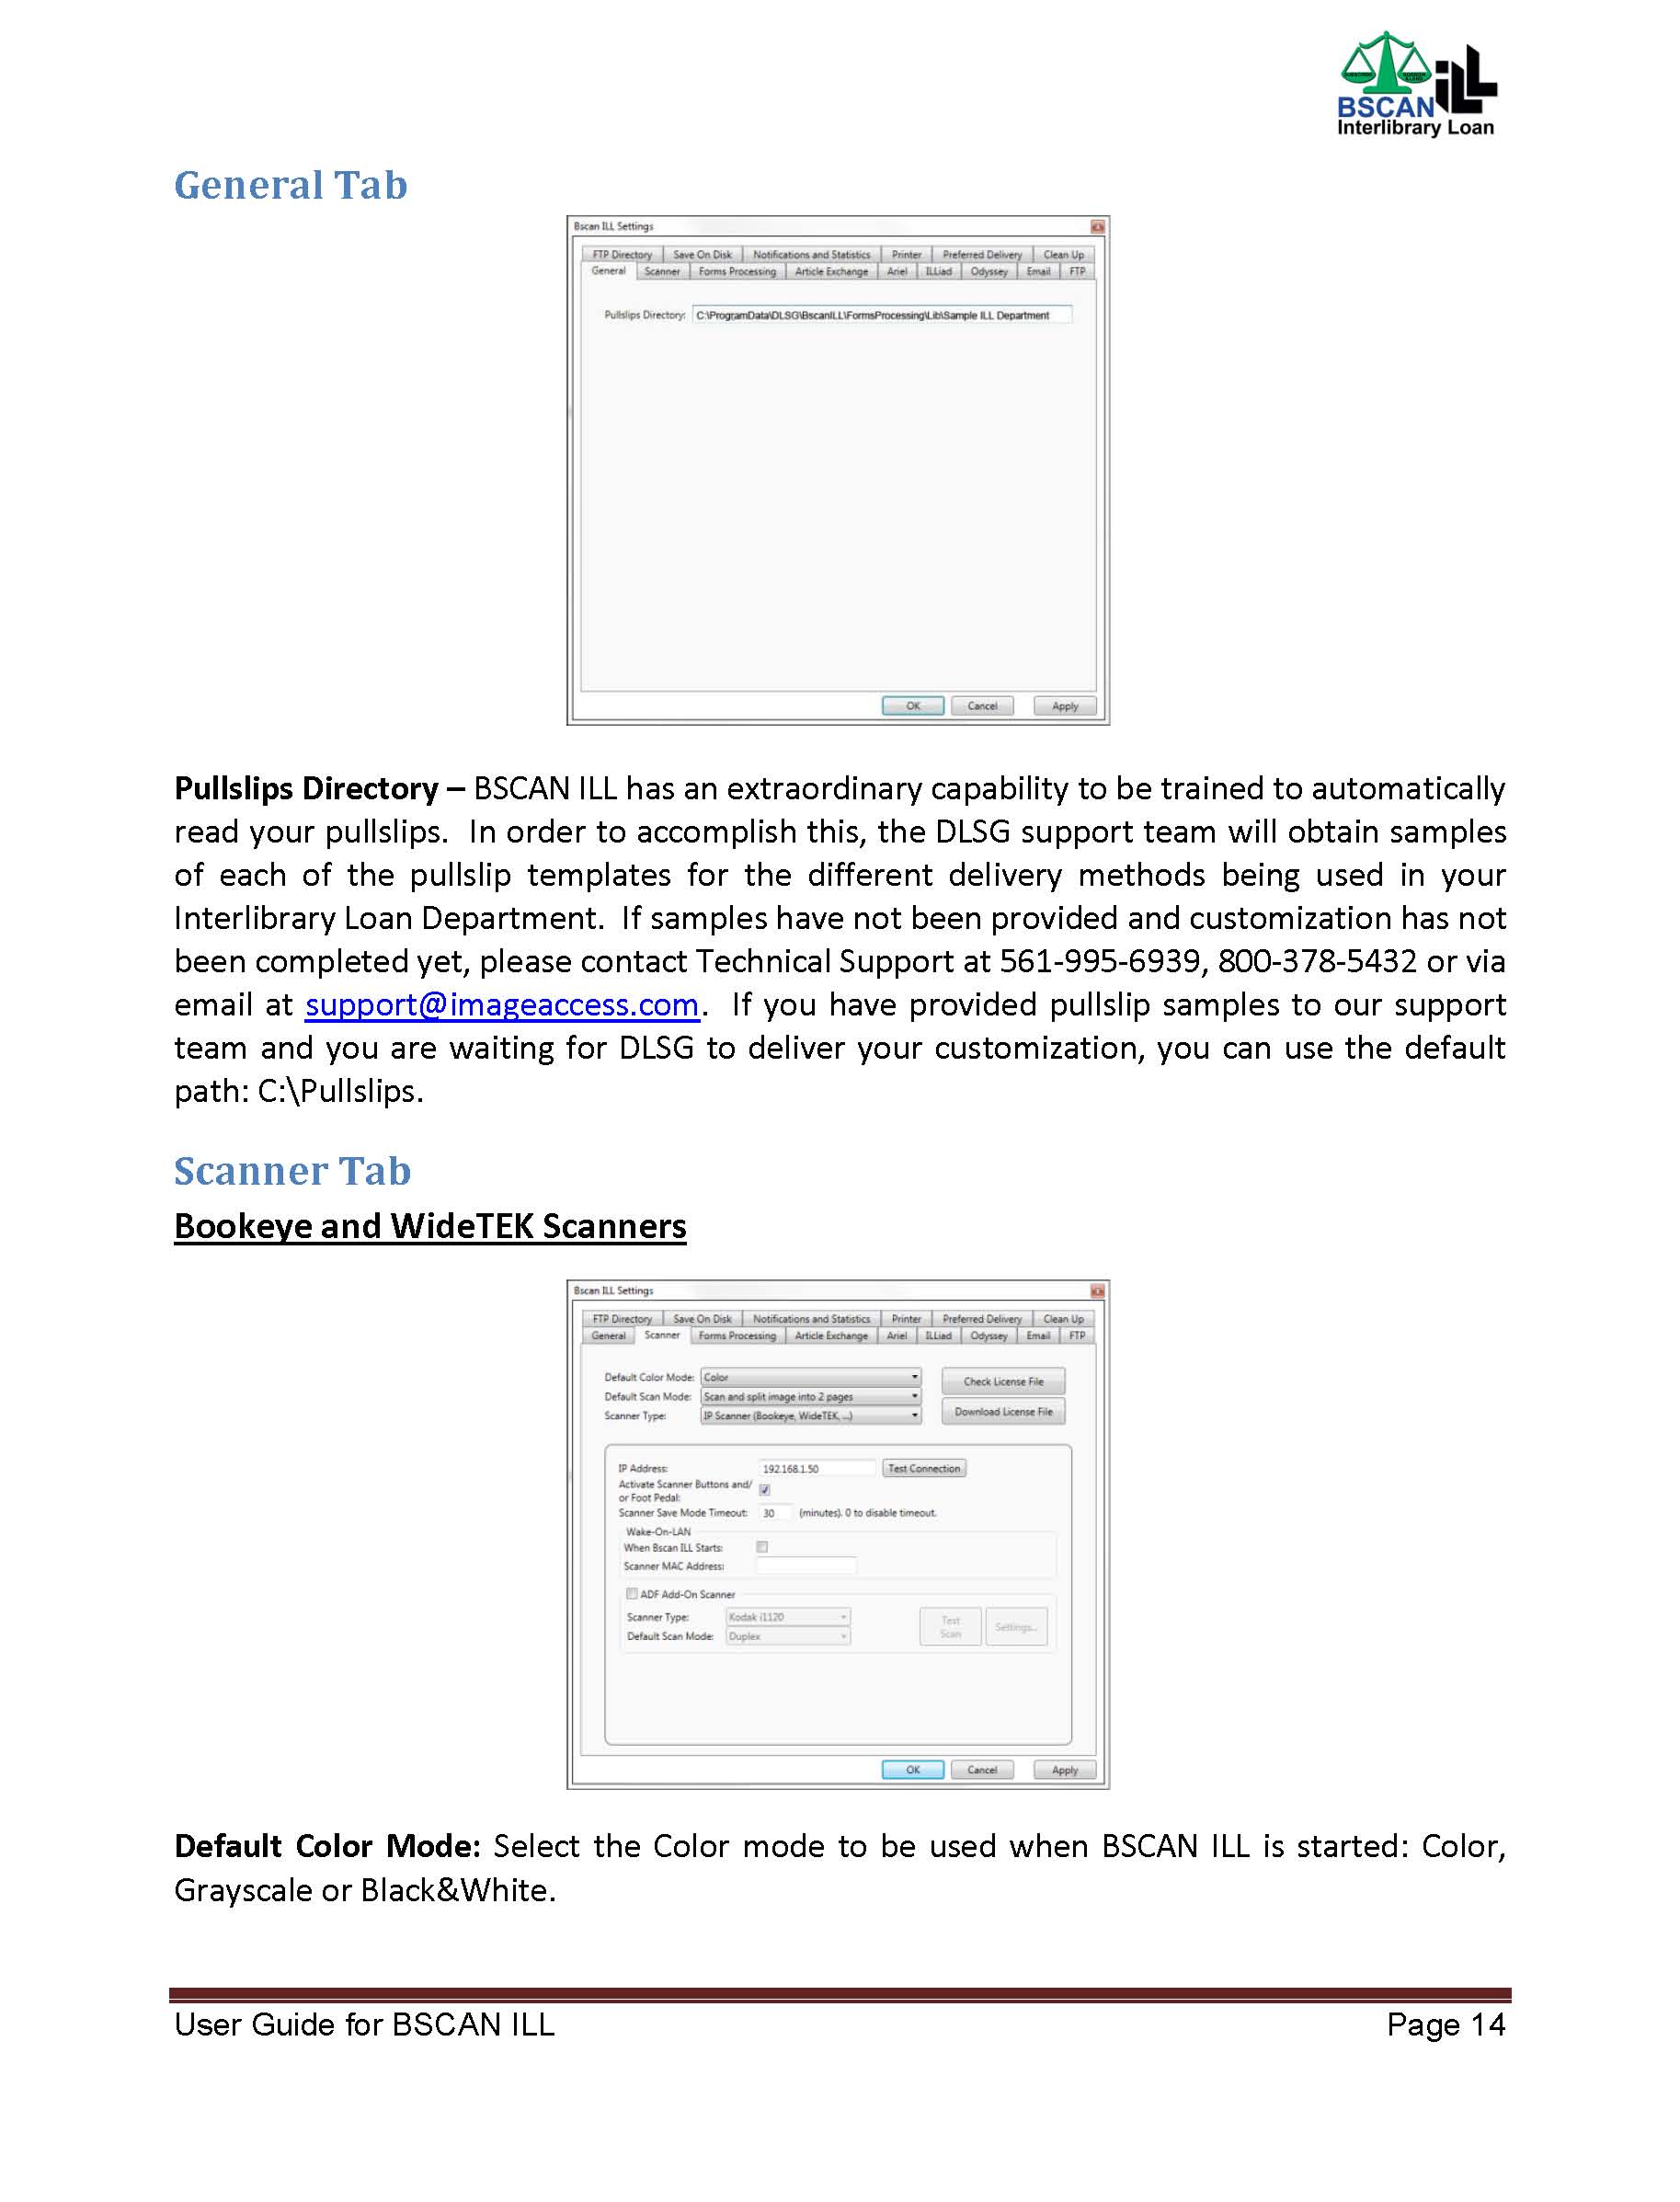 BSCAN ILL
Interlibrary Loan
General Tab
Bscan ILL Settings
FTP Directory Save On Disk Notifications and Statistics Printer Preferred Delivery Clean Up
General Scanner Forms Processing Article Exchange Ariel ILLiad Odyssey Email FTP
Pullslips Directory: C:\ProgramData\DLSG\BscanILL\FormsProcessing\Lib\Sample ILL Department
OK Cancel Apply
Pullslips Directory – BSCAN ILL has an extraordinary capability to be trained to automatically
read your pullslips. In order to accomplish this, the DLSG support team will obtain samples
of each of the pullslip templates for the different delivery methods being used in your
Interlibrary Loan Department. If samples have not been provided and customization has not
been completed yet, please contact Technical Support at 561-995-6939, 800-378-5432 or via
email at support@imageaccess.com. If you have provided pullslip samples to our support
team and you are waiting for DLSG to deliver your customization, you can use the default
path: C:\Pullslips.
Scanner Tab
Bookeye and WideTEK Scanners
Bscan ILL Settings
FTP Directory Save On Disk Notifications and Statistics Printer Preferred Delivery Clean Up
General Scanner Forms Processing Article Exchange Ariel ILLiad Odyssey Email FTP
Default Color Mode: Color Check License File
Default Scan Mode: Scan and split image into 2 pages
Scanner Type: IP Scanner (Bookeye, WideTEK, ...) Download License File
IP Address: 192.168.1.50 Test Connection
Activate Scanner Buttons and/
or Foot Pedal:
Scanner Save Mode Timeout: 30 (minutes). 0 to disable timeout.
Wake-On-LAN
When Bscan ILL Starts:
Scanner MAC Address:
ADF Add-On Scanner
Scanner Type: Kodak i1120 Test Scan Settings...
Default Scan Mode: Duplex
OK Cancel Apply
Default Color Mode: Select the Color mode to be used when BSCAN ILL is started: Color,
Grayscale or Black&White.
User Guide for BSCAN ILL Page 14